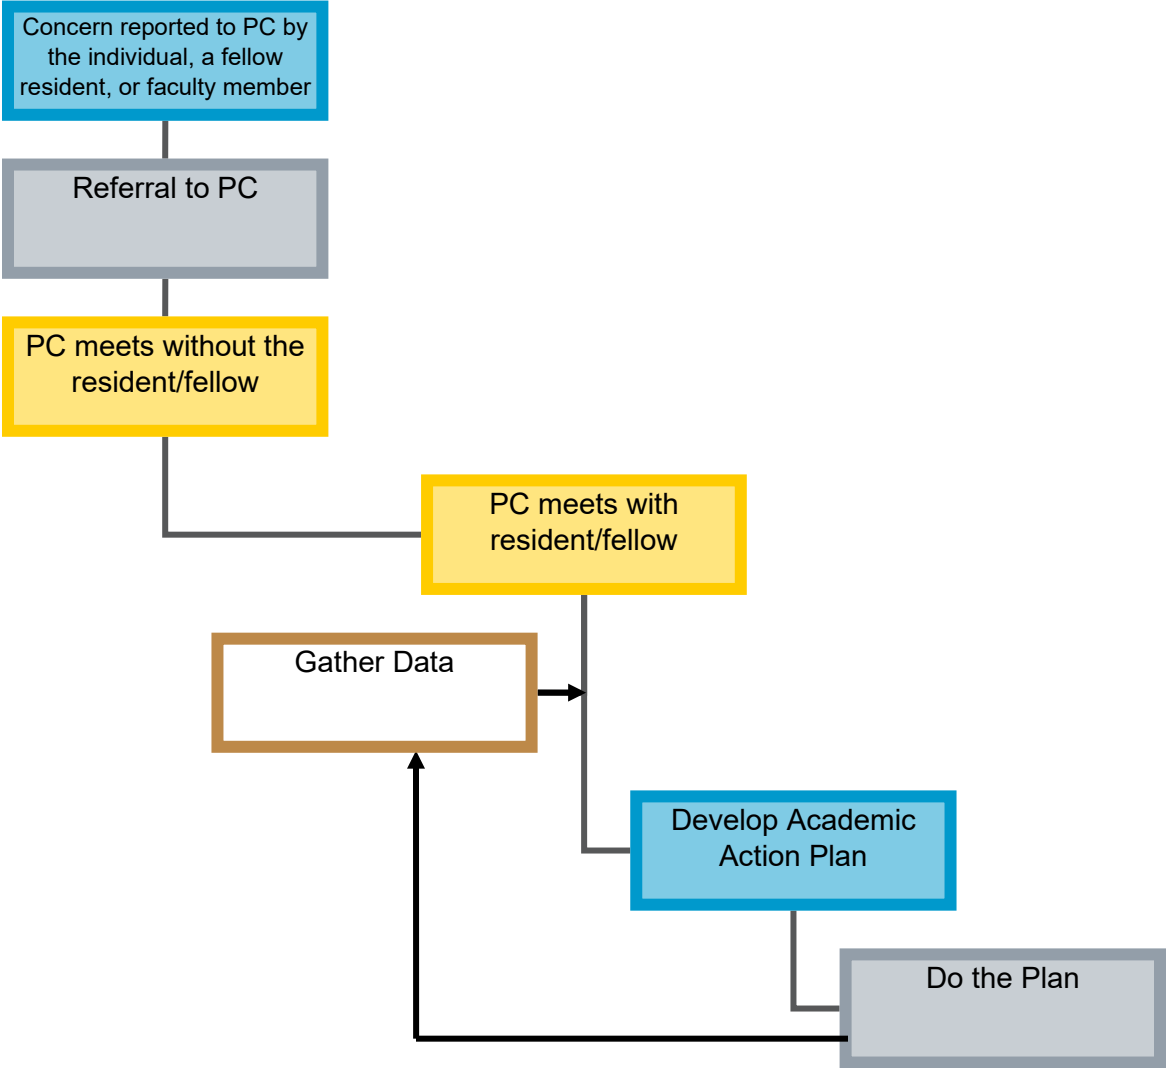 Concern reported to PC by
the individual, a fellow
resident, or faculty member
Referral to PC
PC meets without the
resident/fellow
PC meets with
resident/fellow
Gather Data
Develop Academic
Action Plan
Do the Plan